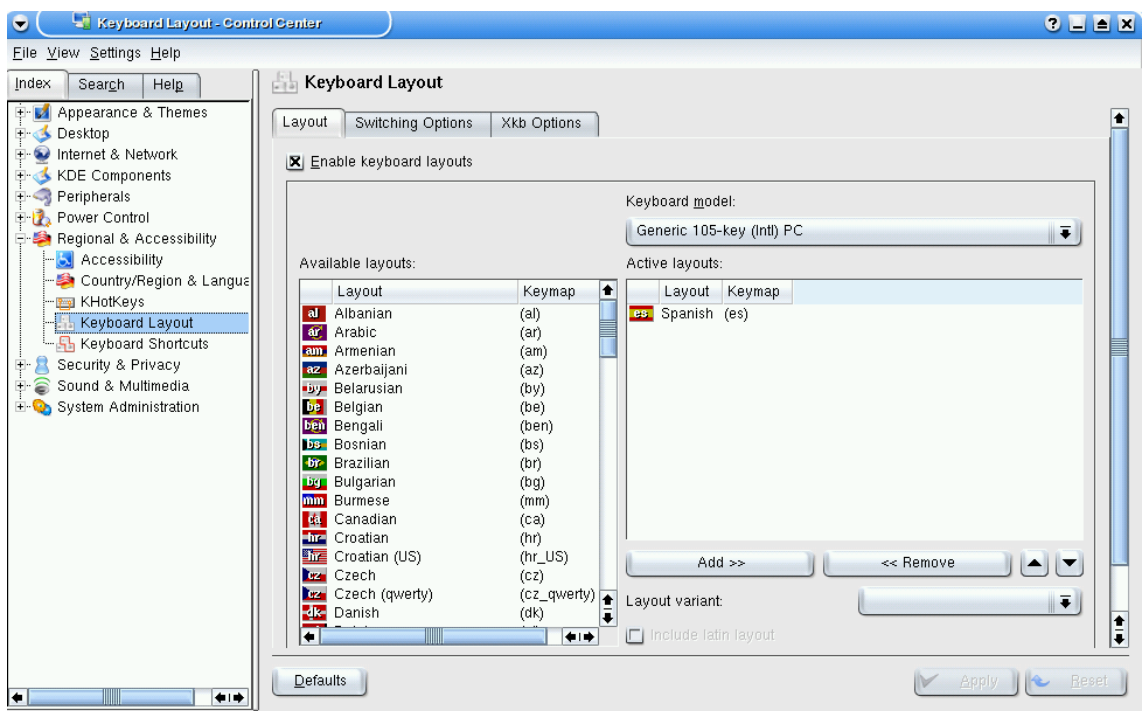 Keyboard Layout - Control Center
File View Settings Help
Index Search Help
Appearance & Themes
Desktop
Internet & Network
KDE Components
Peripherals
Power Control
Regional & Accessibility
Accessibility
Country/Region & Langua
KHotKeys
Keyboard Layout
Keyboard Shortcuts
Security & Privacy
Sound & Multimedia
System Administration
Keyboard Layout
Layout Switching Options Xkb Options
Enable keyboard layouts
Keyboard model:
Generic 105-key (Intl) PC
Available layouts:
Layout Keymap
al Albanian (al)
ar Arabic (ar)
am Armenian (am)
az Azerbaijani (az)
by Belarusian (by)
be Belgian (be)
ben Bengali (ben)
bs Bosnian (bs)
br Brazilian (br)
bg Bulgarian (bg)
mm Burmese (mm)
ca Canadian (ca)
hr Croatian (hr)
hr Croatian (US) (hr_US)
cz Czech (cz)
cz Czech (qwerty) (cz_qwerty)
dk Danish (dk)
Active layouts:
Layout Keymap
es Spanish (es)
Add >> << Remove
Layout variant:
Include latin layout
Defaults Apply Reset